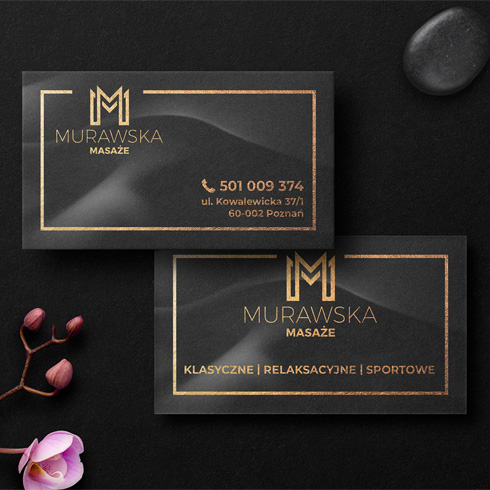 M
MURAWSKA
MASAŻE
501 009 374
ul. Kowalewicka 37/1
60-002 Poznań
M
MURAWSKA
MASAŻE
KLASYCZNE | RELAKSACYJNE | SPORTOWE